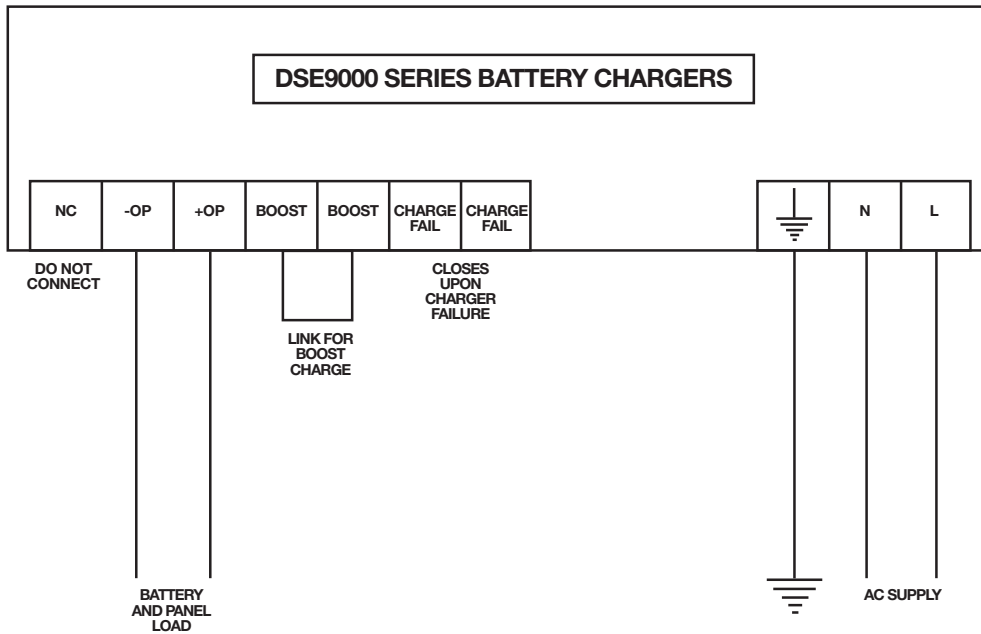 DSE9000 SERIES BATTERY CHARGERS
NC
-OP
+OP
BOOST
BOOST
CHARGE
FAIL
CHARGE
FAIL
N
L
DO NOT
CONNECT
CLOSES
UPON
CHARGER
FAILURE
LINK FOR
BOOST
CHARGE
BATTERY
AND PANEL
LOAD
AC SUPPLY